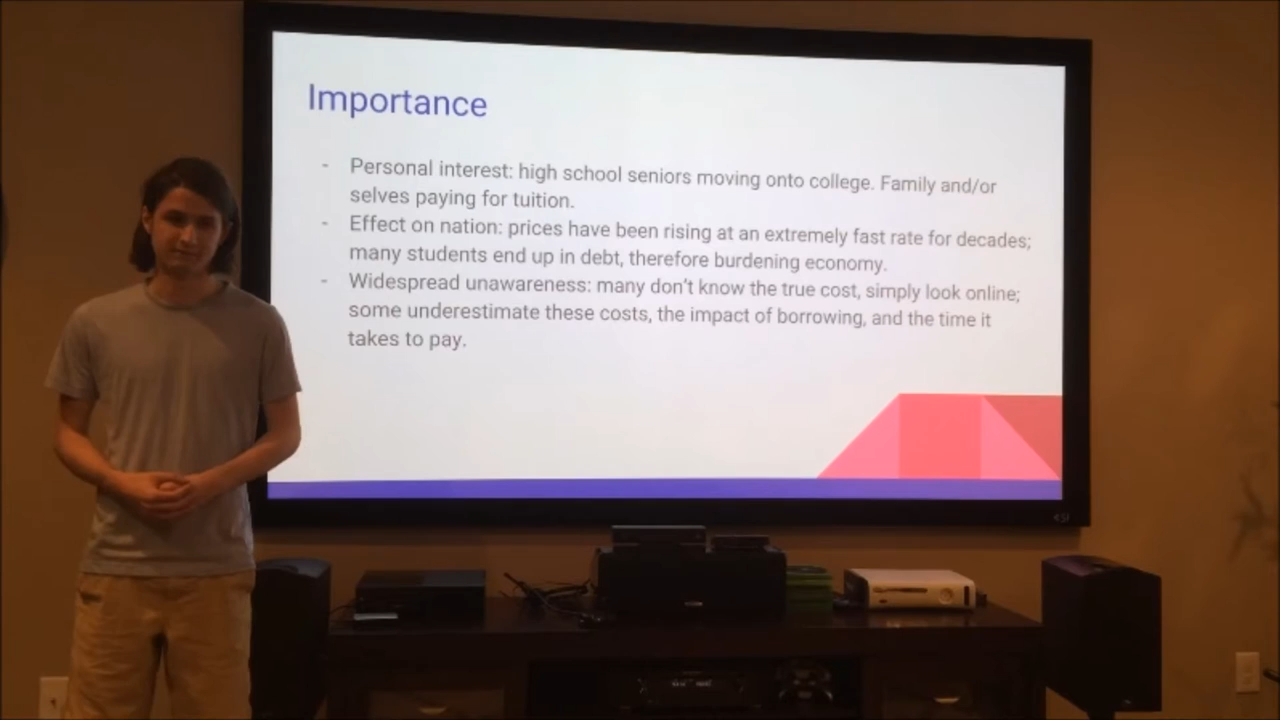 Importance
- Personal interest: high school seniors moving onto college. Family and/or
selves paying for tuition.
- Effect on nation: prices have been rising at an extremely fast rate for decades;
many students end up in debt, therefore burdening economy.
- Widespread unawareness: many don't know the true cost, simply look online;
some underestimate these costs, the impact of borrowing, and the time it
takes to pay.